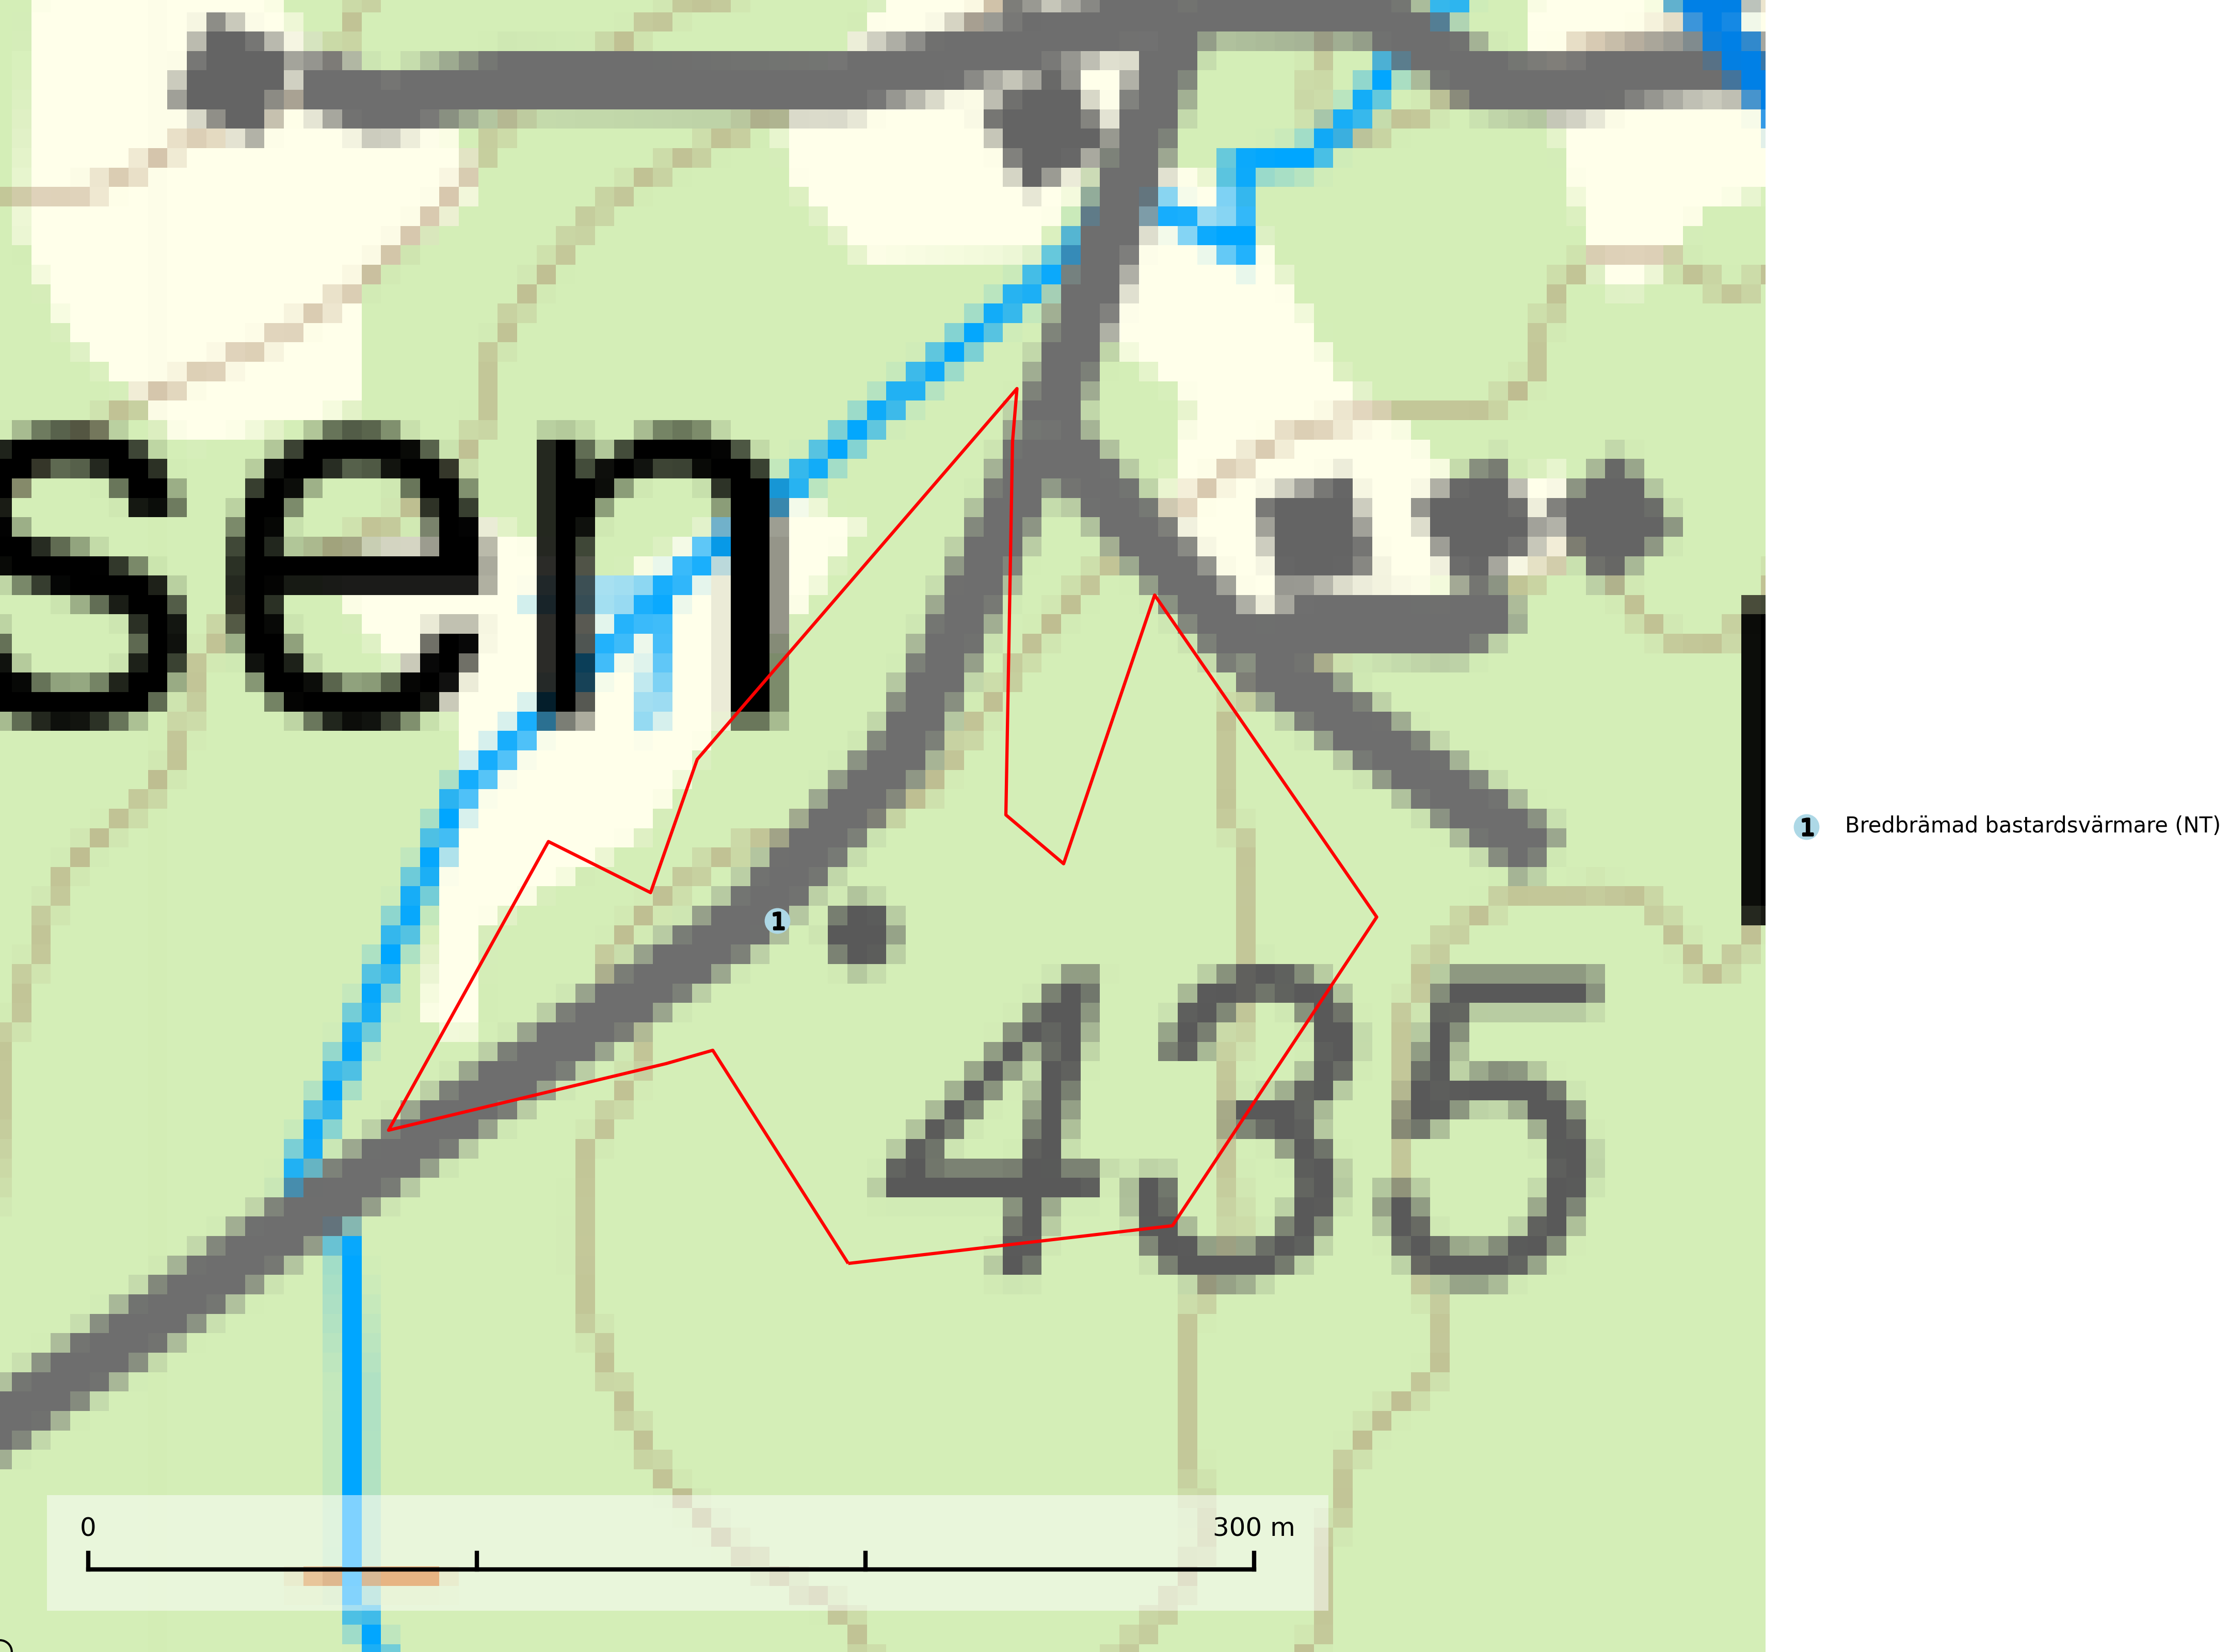 sen
1 Bredbrämad bastardsvärmare (NT)
1
435
0 300 m